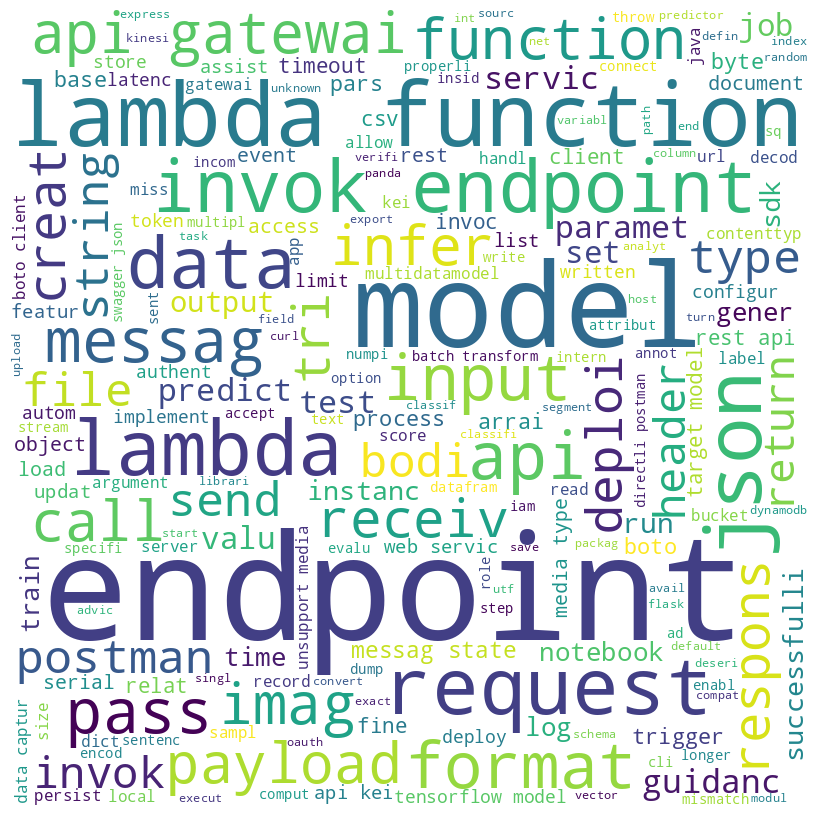 express int sourc throw predictor
api gatewai function job
kinesi net defin index
store assist timeout properli java byte random
base latenc gatewai unknown pars insid servic connect document
lambda function
csv variabl path end sq
incom event allow verifi rest handl client url column decod
creat string invok endpoint sdk
miss panda kei
token multipl access export invoc list paramet contenttyp
task data app infer write set analyt type
boto client swagger json limit multidatamodel written configur
featur sent field model host turn gener
messag tri curl attribut rest api
upload authent numpi batch transform intern annot label
file predict option input deploi header target model return json
autom implement accept test classif process arrai segment
stream text score classifi directli postman
object lambda bodi api
load argument librari datafram read
updat send instanc iam bucket dynamodb
call start receiv save packag run
specifi server valu evalu web servic boto
train endpoint unsupport media role utf media type avail
advic step flask respons successfulli
postman time messag state notebook ad default
serial relat singl record convert dump exact deseri
data captur size pass imag request enabl compat
dict sentenc sampl fine deploy log schema trigger
encod oauth cli longer
invok payload format guidanc
persist local execut comput api kei tensorflow model vector mismatch modul